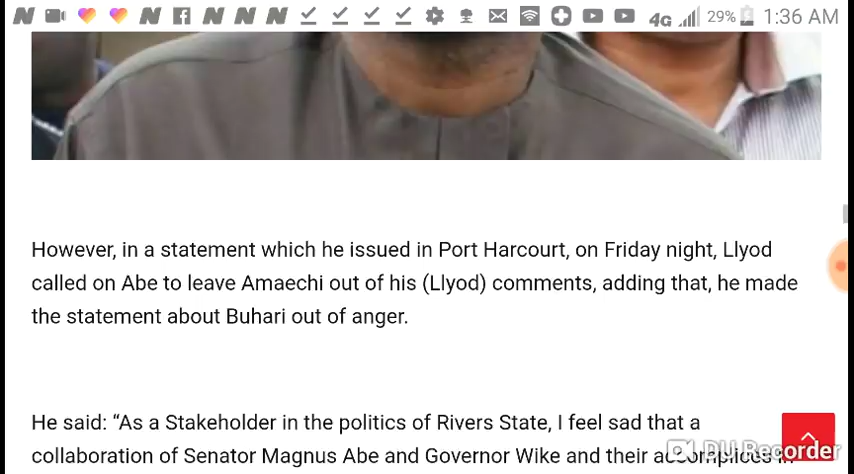 4G 29% 1:36 AM
However, in a statement which he issued in Port Harcourt, on Friday night, Llyod
called on Abe to leave Amaechi out of his (Llyod) comments, adding that, he made
the statement about Buhari out of anger.
He said: “As a Stakeholder in the politics of Rivers State, I feel sad that a
collaboration of Senator Magnus Abe and Governor Wike and their accomplices
DU Recorder